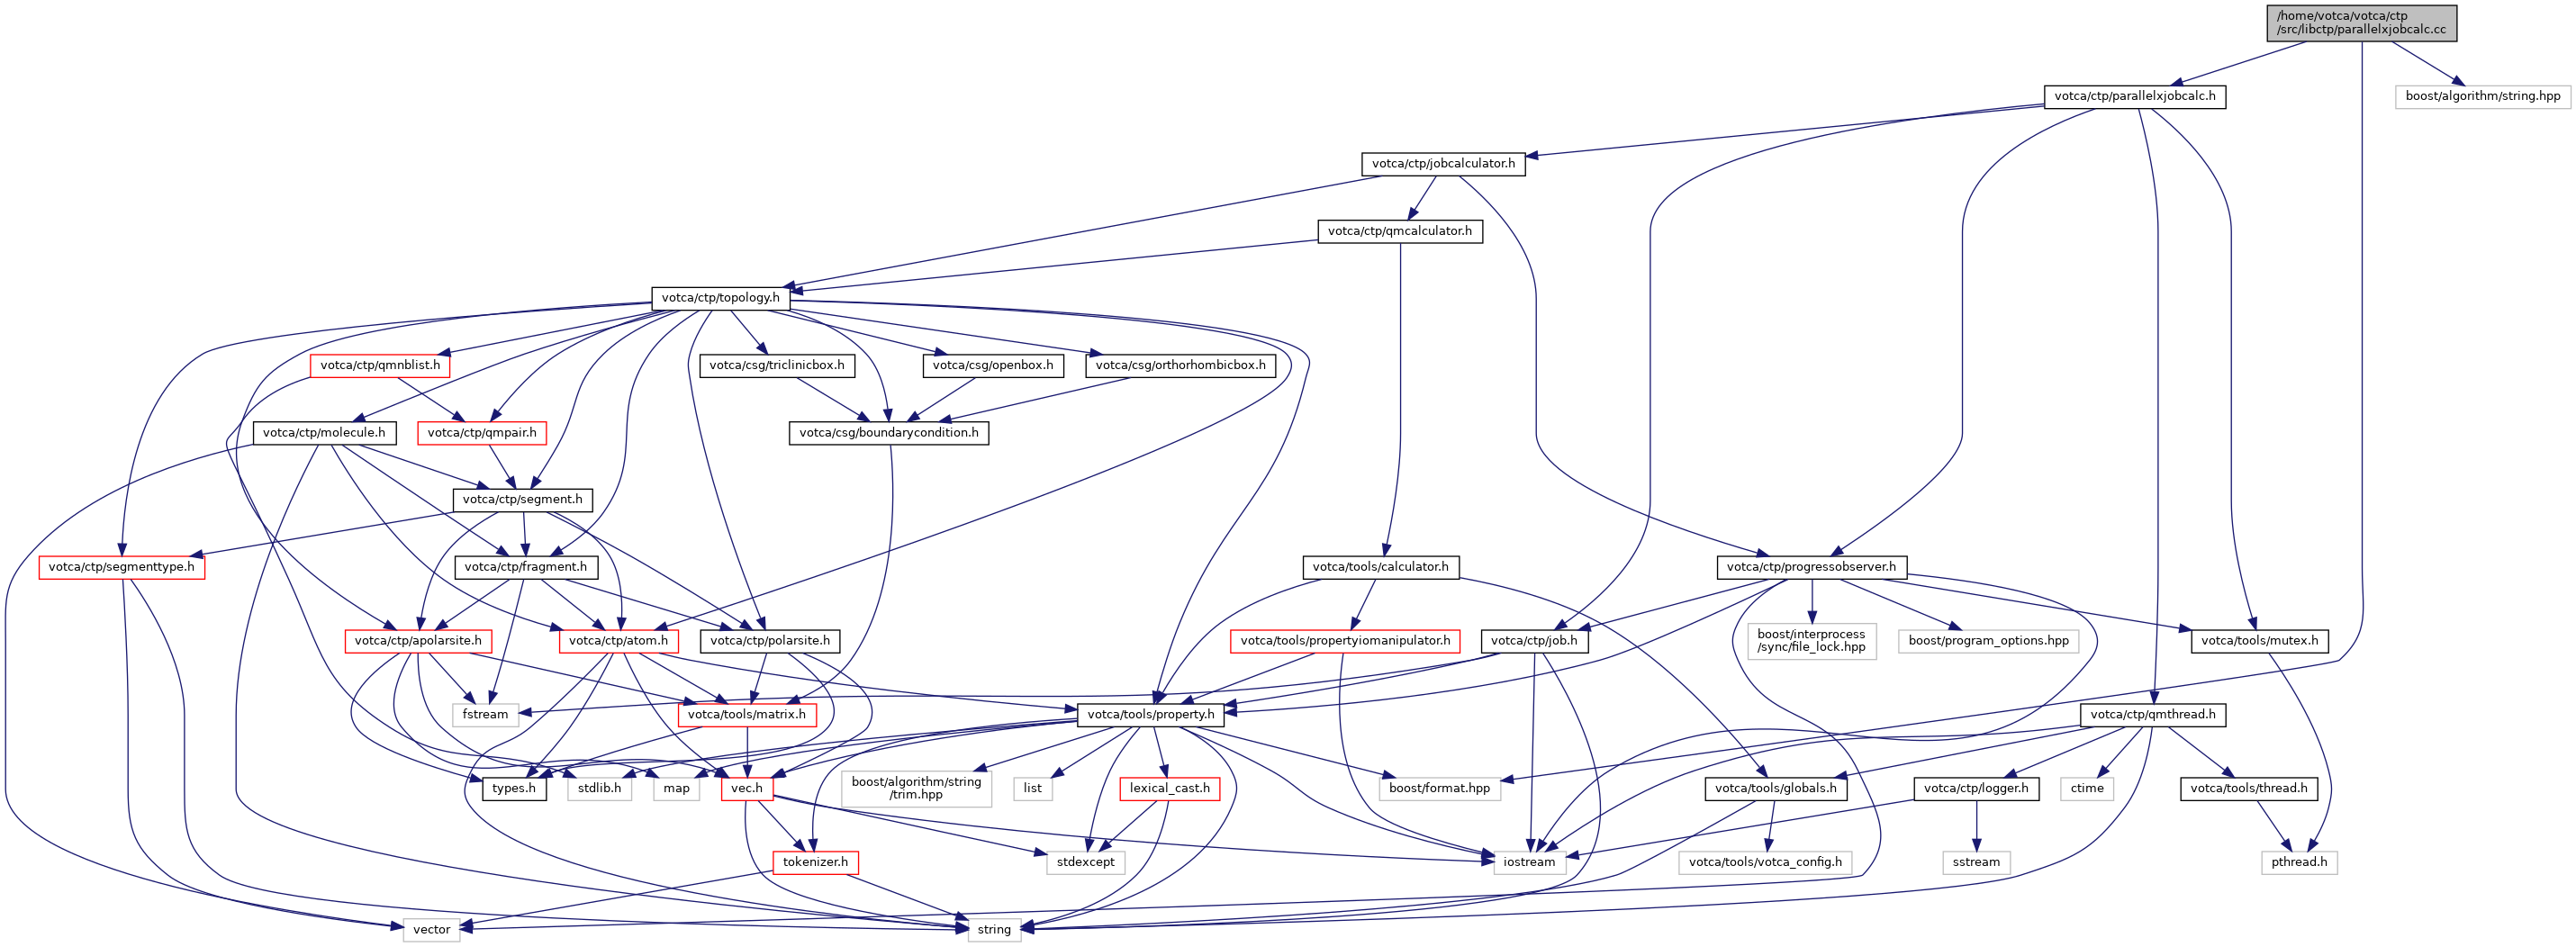 /home/votca/votca/ctp
/src/libctp/parallelxjobcalc.cc
votca/ctp/parallelxjobcalc.h
boost/algorithm/string.hpp
votca/ctp/jobcalculator.h
votca/ctp/qmcalculator.h
votca/ctp/topology.h
votca/ctp/qmnblist.h
votca/csg/triclinicbox.h
votca/csg/openbox.h
votca/csg/orthorhombicbox.h
votca/ctp/molecule.h
votca/ctp/qmpair.h
votca/csg/boundarycondition.h
votca/ctp/segment.h
votca/ctp/segmenttype.h
votca/ctp/fragment.h
votca/tools/calculator.h
votca/ctp/progressobserver.h
votca/ctp/apolarsite.h
votca/ctp/atom.h
votca/ctp/polarsite.h
votca/tools/propertyiomanipulator.h
votca/ctp/job.h
boost/interprocess
/sync/file_lock.hpp
boost/program_options.hpp
votca/tools/mutex.h
fstream
votca/tools/matrix.h
votca/tools/property.h
votca/ctp/qmthread.h
types.h
stdlib.h
map
vec.h
boost/algorithm/string
/trim.hpp
list
lexical_cast.h
boost/format.hpp
votca/tools/globals.h
votca/ctp/logger.h
ctime
votca/tools/thread.h
tokenizer.h
stdexcept
iostream
votca/tools/votca_config.h
sstream
pthread.h
vector
string